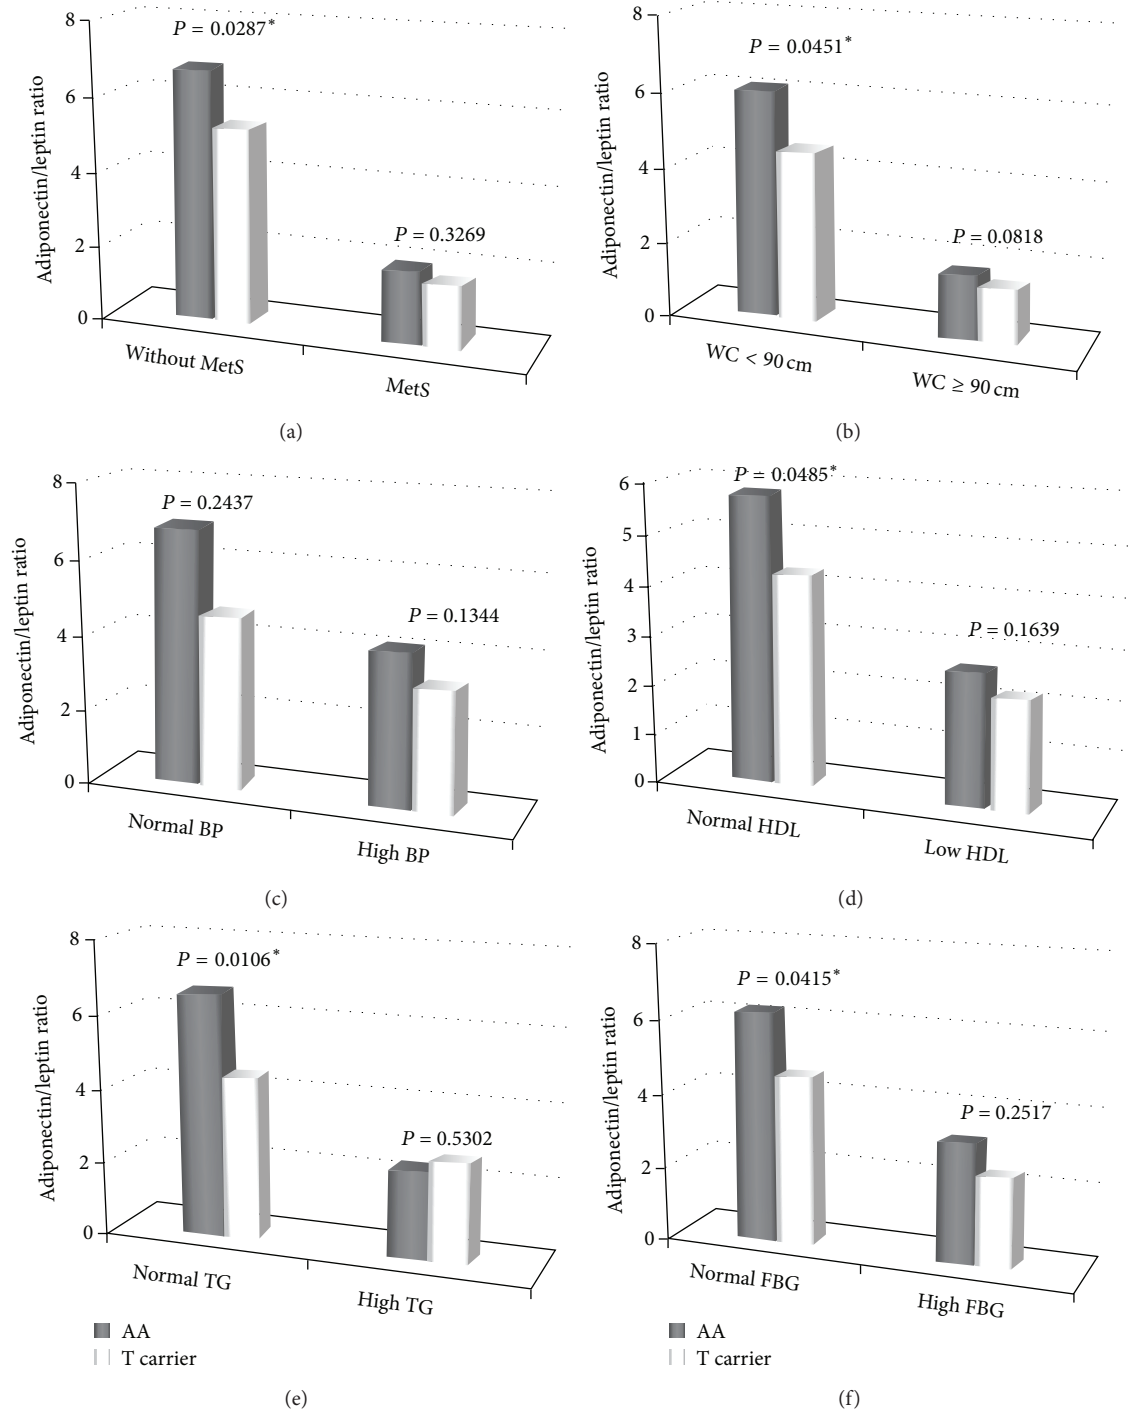 8
6
4
2
0
Adiponectin/leptin ratio
P = 0.0287*
P = 0.3269
Without MetS
MetS
(a)
8
6
4
2
0
Adiponectin/leptin ratio
P = 0.0451*
P = 0.0818
WC < 90 cm
WC ≥ 90 cm
(b)
8
6
4
2
0
Adiponectin/leptin ratio
P = 0.2437
P = 0.1344
Normal BP
High BP
(c)
6
5
4
3
2
1
0
Adiponectin/leptin ratio
P = 0.0485*
P = 0.1639
Normal HDL
Low HDL
(d)
8
6
4
2
0
Adiponectin/leptin ratio
P = 0.0106*
P = 0.5302
Normal TG
High TG
AA
T carrier
(e)
8
6
4
2
0
Adiponectin/leptin ratio
P = 0.0415*
P = 0.2517
Normal FBG
High FBG
AA
T carrier
(f)